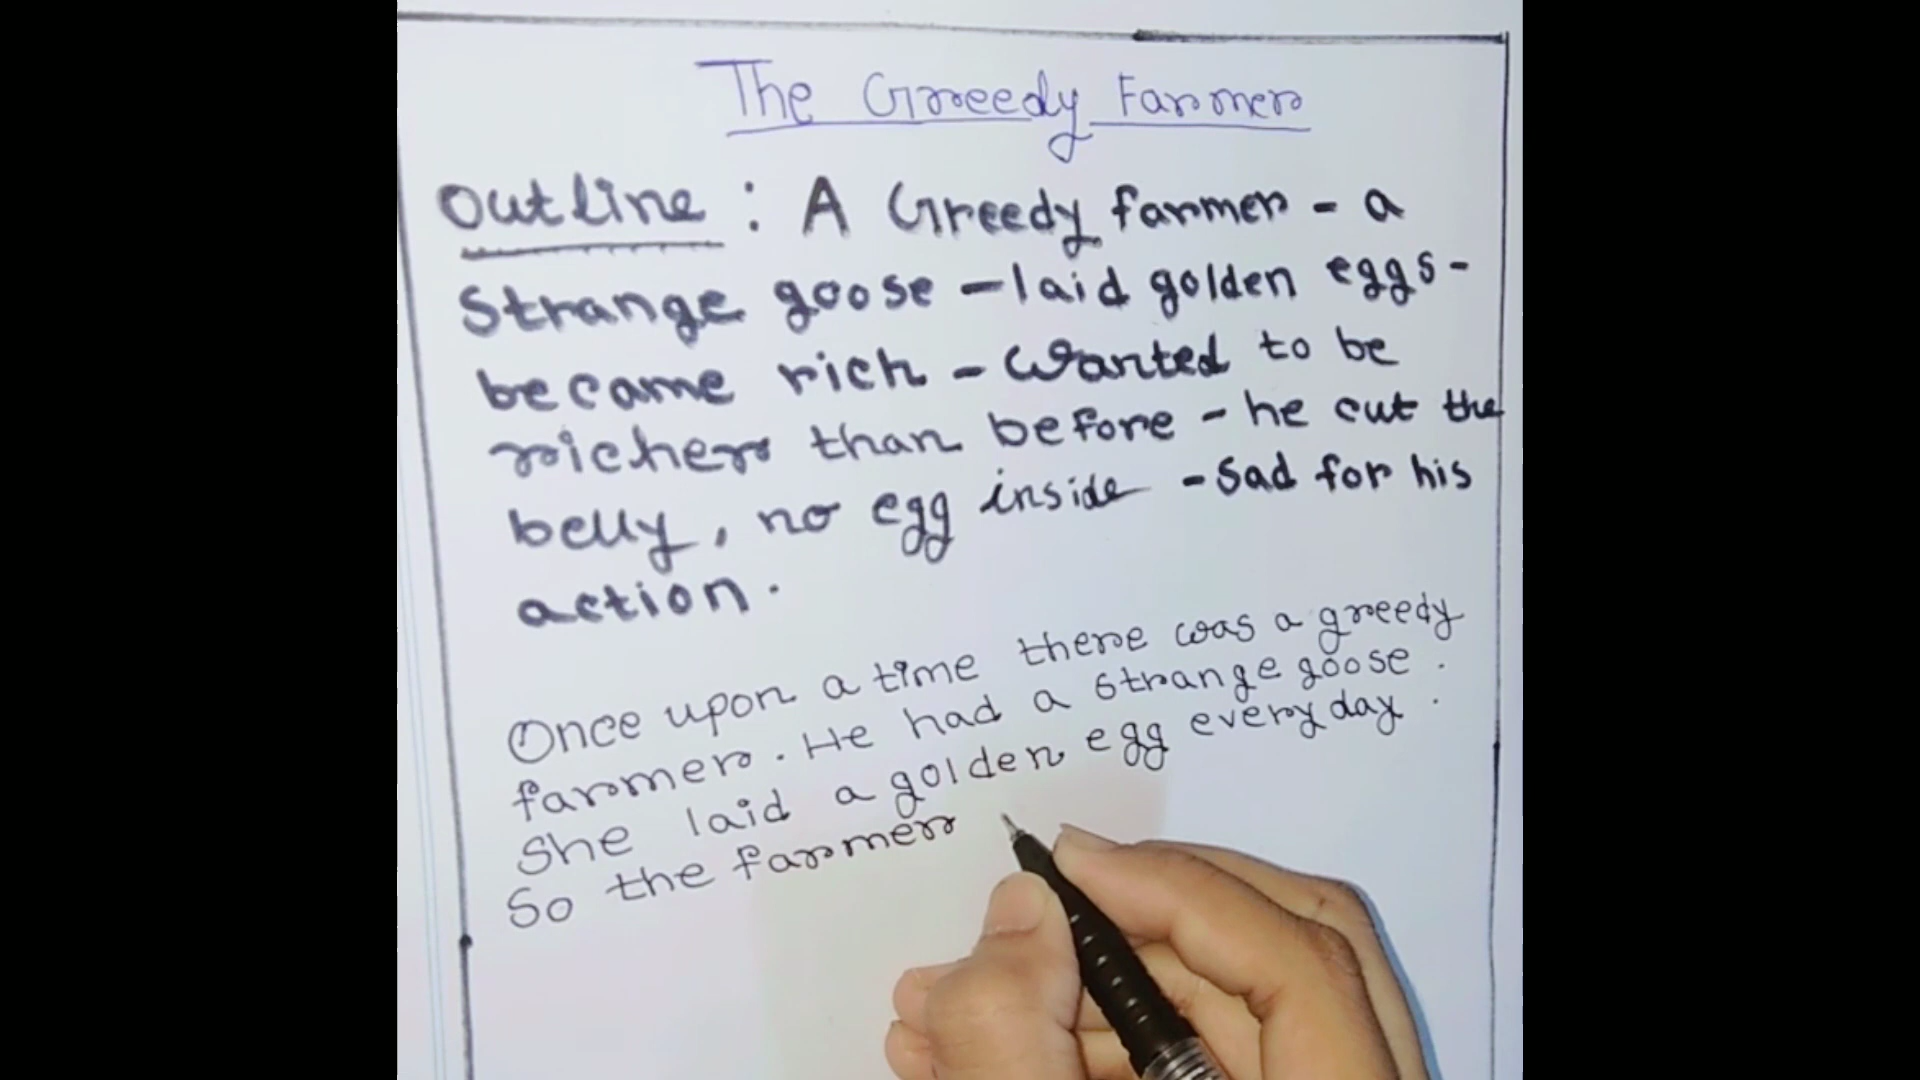 The Greedy Farmer
Outline : A Greedy farmer - a
Strange goose - laid golden eggs -
became rich - Wanted to be
richer than before - he cut the
belly, no egg inside - Sad for his
action.
Once upon a time there was a greedy
farmer. He had a strange goose.
She laid a golden egg everyday.
So the farmer